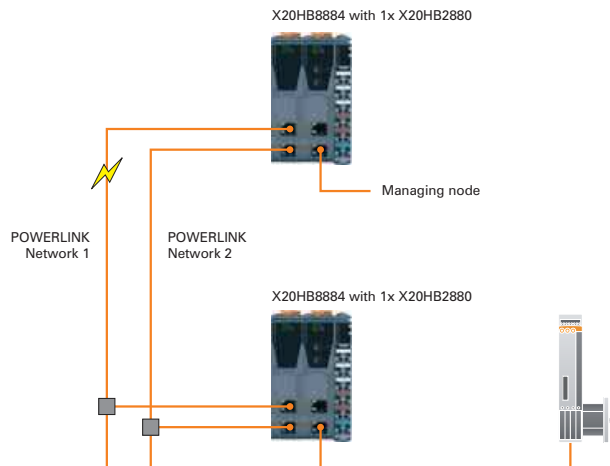 X20HB8884 with 1x X20HB2880
Managing node
POWERLINK
Network 1
POWERLINK
Network 2
X20HB8884 with 1x X20HB2880